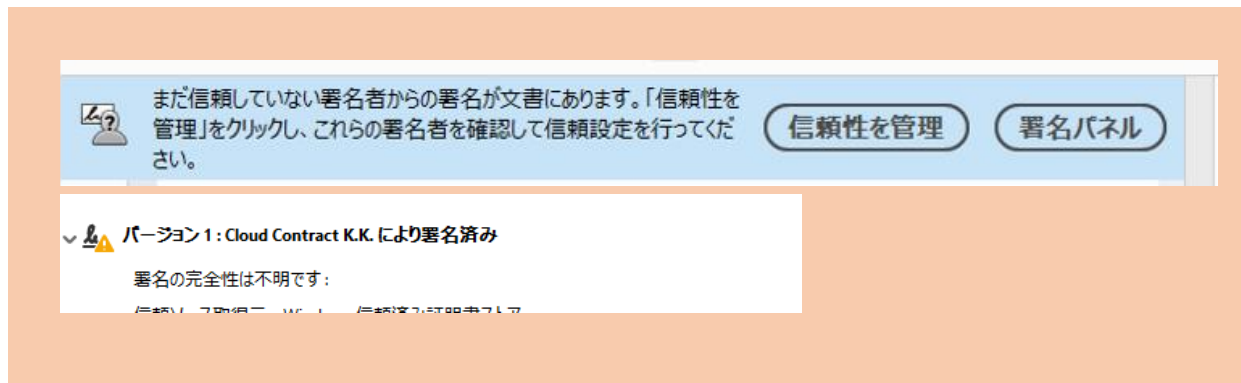 まだ信頼していない署名者からの署名が文書にあります。「信頼性を
管理」をクリックし、これらの署名者を確認して信頼設定を行ってくだ
さい。
信頼性を管理
署名パネル
バージョン 1 : Cloud Contract K.K. により署名済み
署名の完全性は不明です :